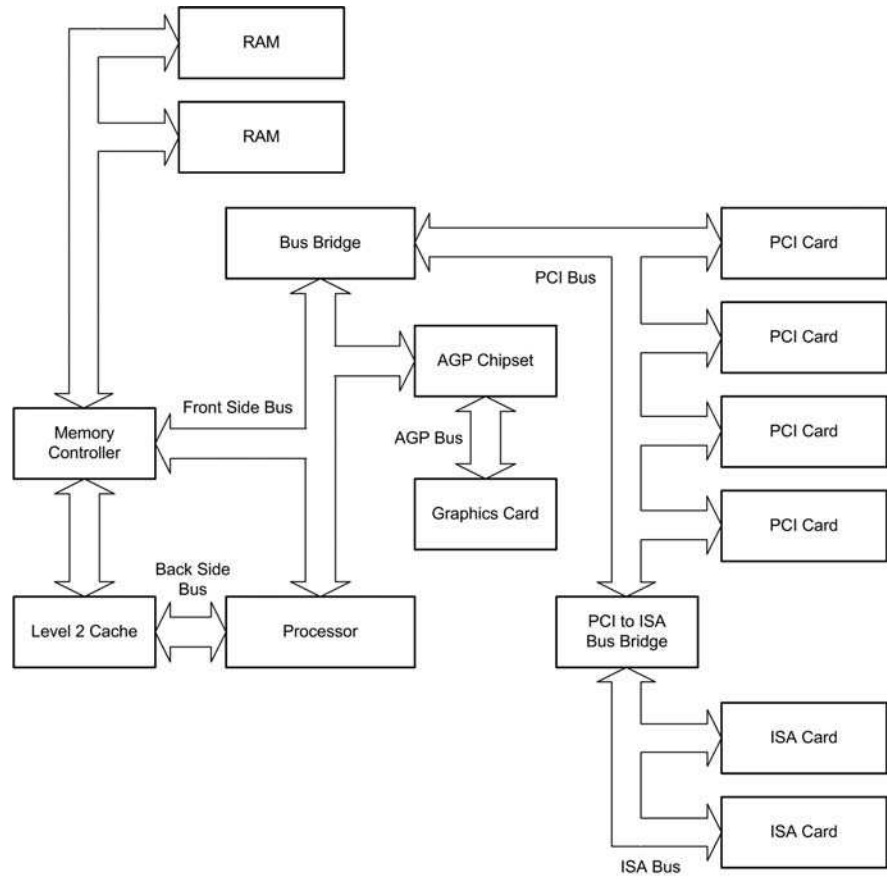 RAM
RAM
Bus Bridge
PCI Card
PCI Bus
PCI Card
AGP Chipset
Front Side Bus
Memory
Controller
AGP Bus
PCI Card
Graphics Card
PCI Card
Back Side
Bus
Level 2 Cache
Processor
PCI to ISA
Bus Bridge
ISA Card
ISA Card
ISA Bus